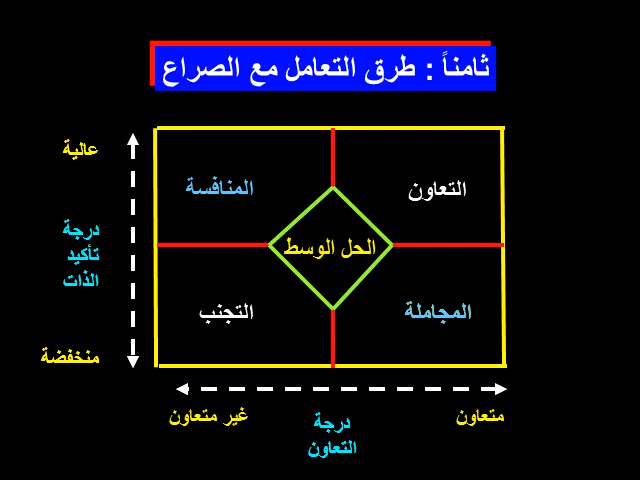 ثامناً : طرق التعامل مع الصراع
عالية
درجة
تأكيد
الذات
منخفضة
التعاون
المنافسة
الحل الوسط
المجاملة
التجنب
متعاون
غير متعاون
درجة
التعاون